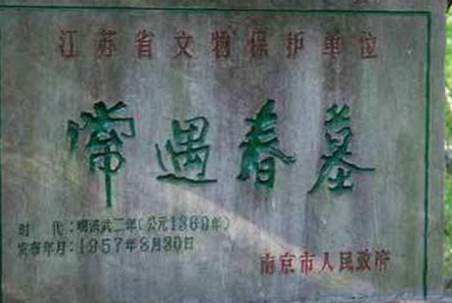 江苏省文物保护单位
常遇春墓
时 代:明洪武二年(公元1369年)
宣布年月:1957年8月30日
南京市人民政府